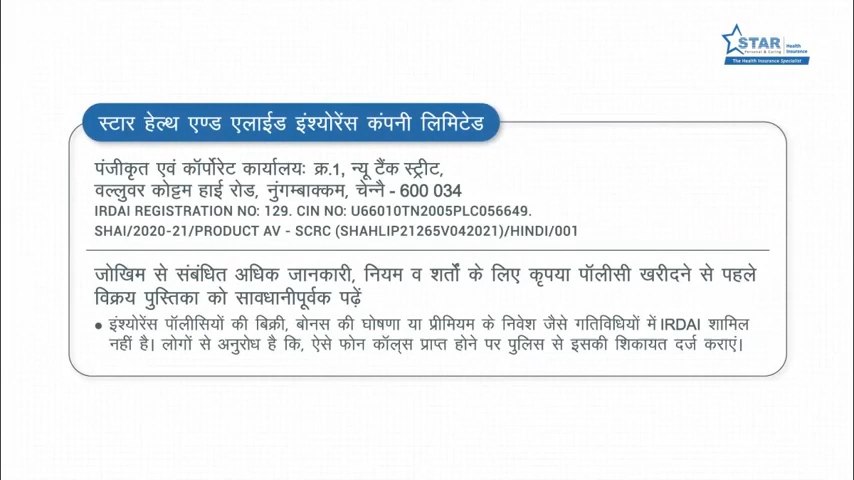 STAR
Health
Insurance
Personal & Caring
The Health Insurance Specialist
स्टार हेल्थ एण्ड एलाईड इंश्योरेंस कंपनी लिमिटेड
पंजीकृत एवं कॉर्पोरेट कार्यालयः क्र.1, न्यू टैंक स्ट्रीट,
वल्लुवर कोट्टम हाई रोड, नुंगम्बाक्कम, चेन्नै - 600 034
IRDAI REGISTRATION NO: 129. CIN NO: U66010TN2005PLC056649.
SHAI/2020-21/PRODUCT AV - SCRC (SHAHLIP21265V042021)/HINDI/001
जोखिम से संबंधित अधिक जानकारी, नियम व शर्तों के लिए कृपया पॉलीसी खरीदने से पहले
विक्रय पुस्तिका को सावधानीपूर्वक पढ़ें
• इंश्योरेंस पॉलीसियों की बिक्री, बोनस की घोषणा या प्रीमियम के निवेश जैसे गतिविधियों में IRDAI शामिल
नहीं है। लोगों से अनुरोध है कि, ऐसे फोन कॉल्स प्राप्त होने पर पुलिस से इसकी शिकायत दर्ज कराएं।